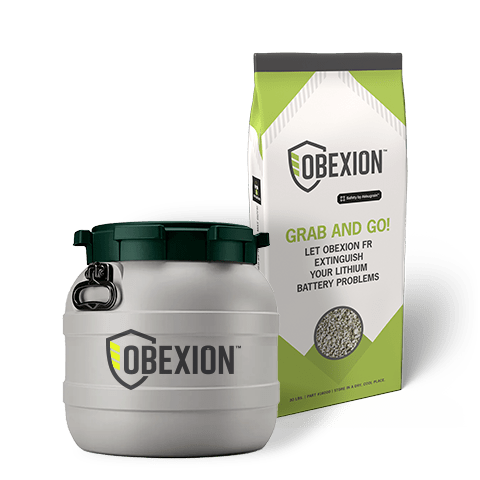 OBEXION™
GRAB AND GO!
LET OBEXION FR
EXTINGUISH
YOUR LITHIUM
BATTERY PROBLEMS
OBEXION™